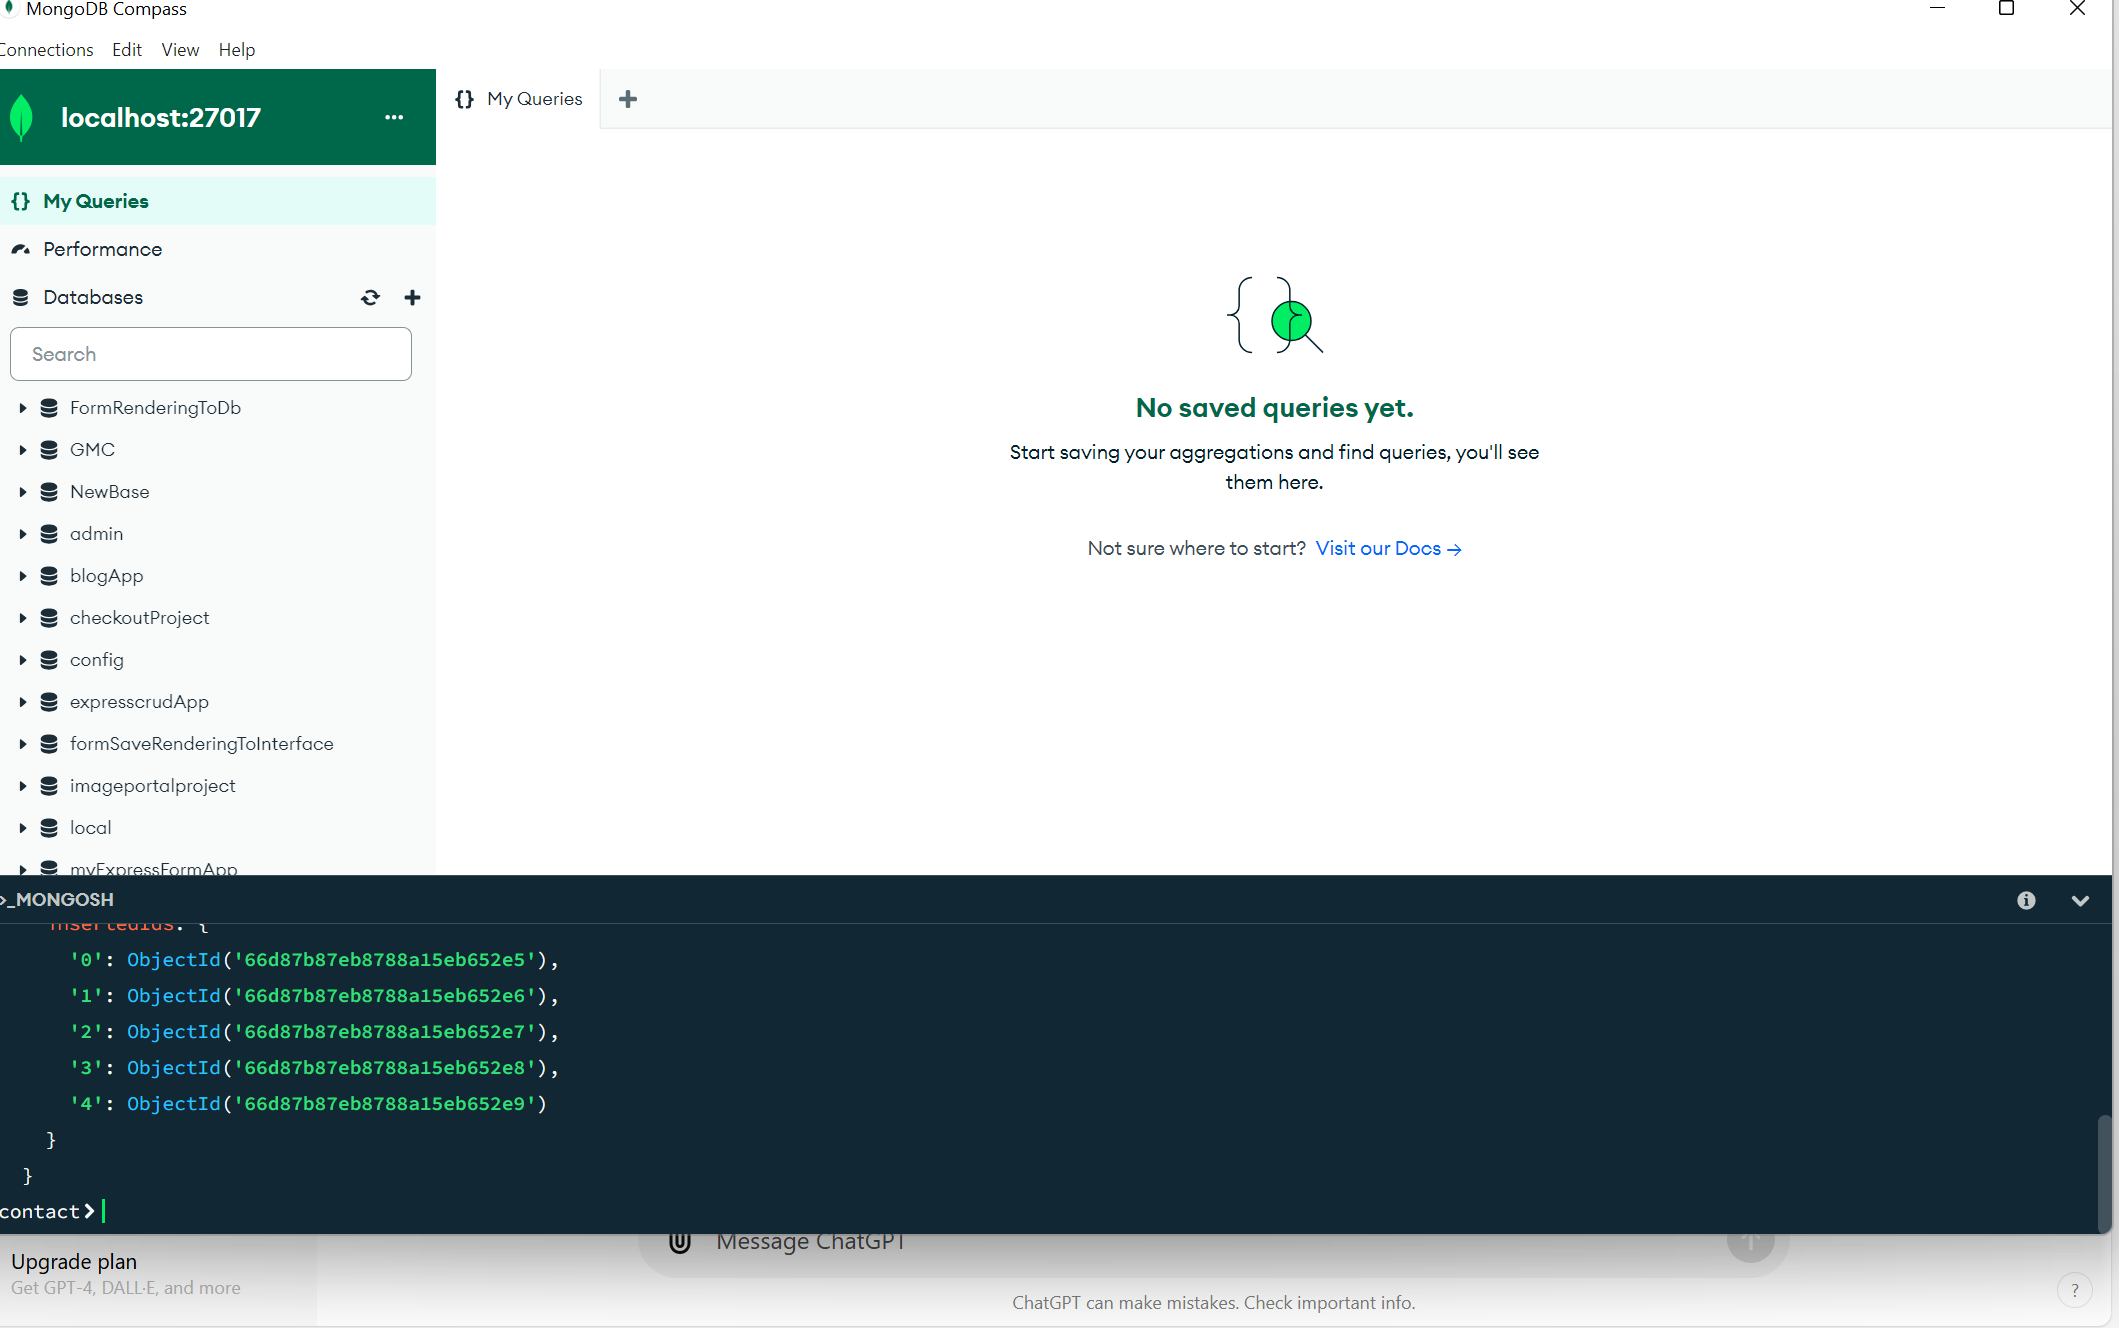 MongoDB Compass
Connections Edit View Help
localhost:27017 ...
{} My Queries
My Queries
Performance
Databases
Search
FormRenderingToDb
GMC
NewBase
admin
blogApp
checkoutProject
config
expresscrudApp
formSaveRenderingToInterface
imageportalproject
local
myExpressFormApp
No saved queries yet.
Start saving your aggregations and find queries, you'll see
them here.
Not sure where to start? Visit our Docs →
>_MONGOSH
insertedIds: {
'0': ObjectId('66d87b87eb8788a15eb652e5'),
'1': ObjectId('66d87b87eb8788a15eb652e6'),
'2': ObjectId('66d87b87eb8788a15eb652e7'),
'3': ObjectId('66d87b87eb8788a15eb652e8'),
'4': ObjectId('66d87b87eb8788a15eb652e9')
}
}
contact>
Upgrade plan
Get GPT-4, DALL·E, and more
Message ChatGPT
ChatGPT can make mistakes. Check important info.
?